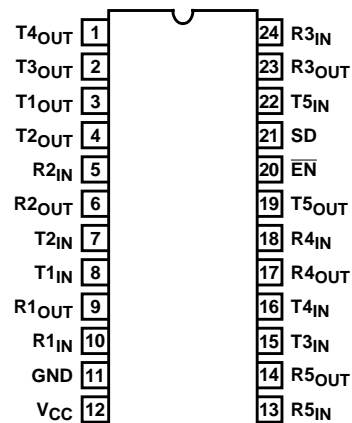 T4OUT 1 24 R3IN
T3OUT 2 23 R3OUT
T1OUT 3 22 T5IN
T2OUT 4 21 SD
R2IN 5 20 E̅N̅
R2OUT 6 19 T5OUT
T2IN 7 18 R4IN
T1IN 8 17 R4OUT
R1OUT 9 16 T4IN
R1IN 10 15 T3IN
GND 11 14 R5OUT
VCC 12 13 R5IN